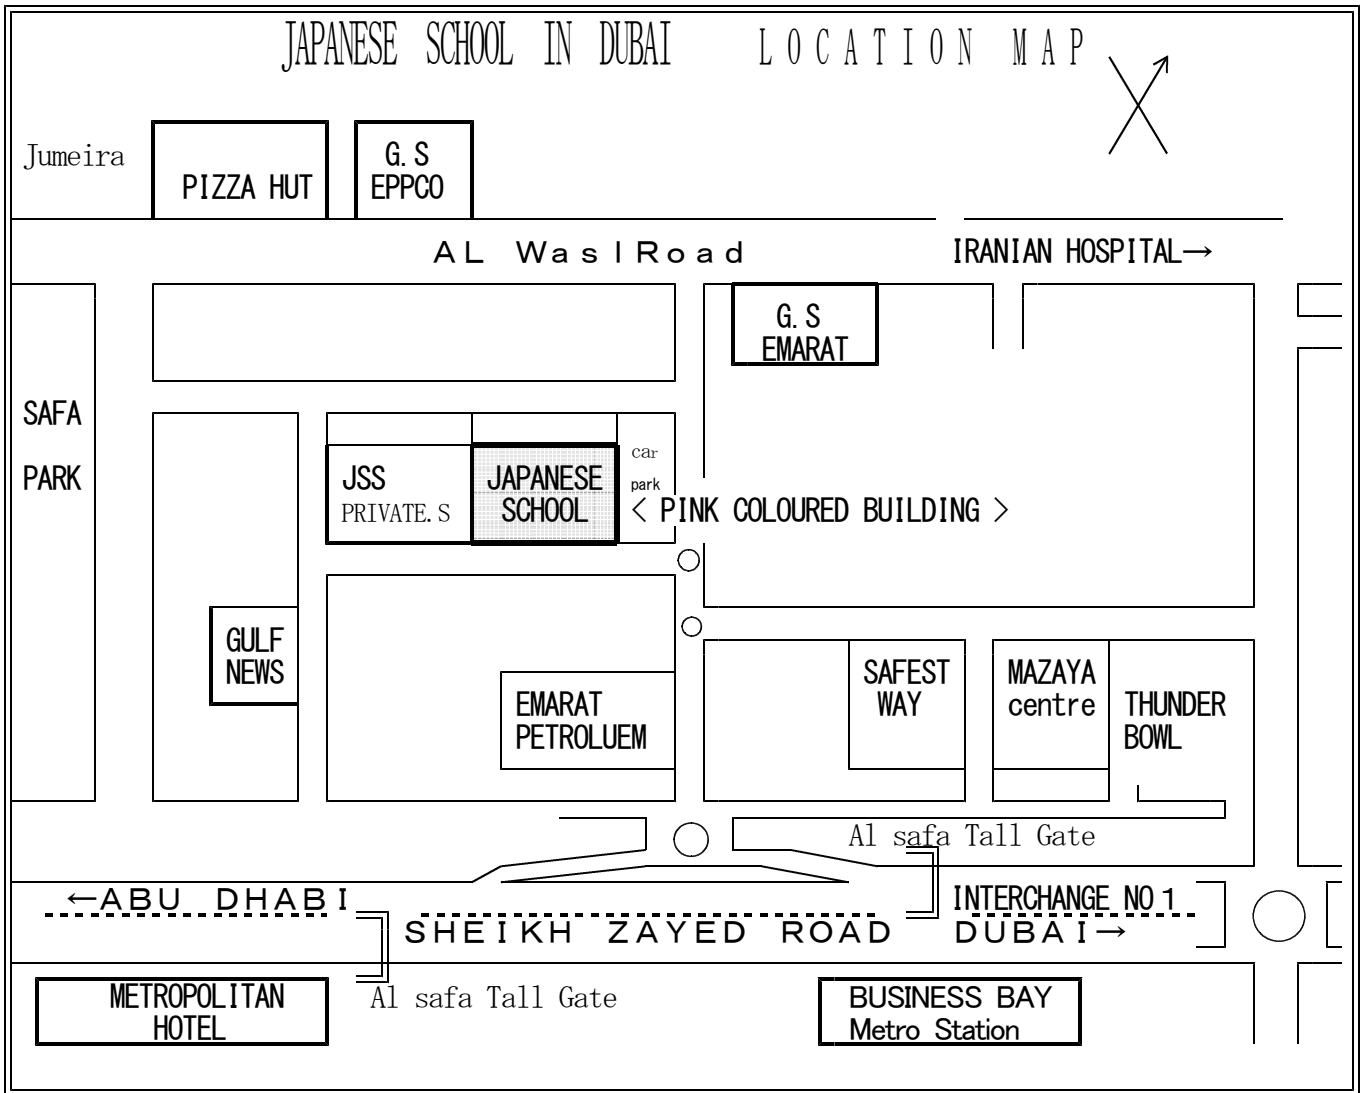 JAPANESE SCHOOL IN DUBAI LOCATION MAP
Jumeira
PIZZA HUT
G.S
EPPCO
AL WaslRoad
IRANIAN HOSPITAL→
G.S
EMARAT
SAFA
PARK
JSS
PRIVATE.S
JAPANESE
SCHOOL
car
park
< PINK COLOURED BUILDING >
GULF
NEWS
EMARAT
PETROLUEM
SAFEST
WAY
MAZAYA
centre
THUNDER
BOWL
Al safa Tall Gate
←ABU DHABI
INTERCHANGE NO1
SHEIKH ZAYED ROAD
DUBAI→
METROPOLITAN
HOTEL
Al safa Tall Gate
BUSINESS BAY
Metro Station